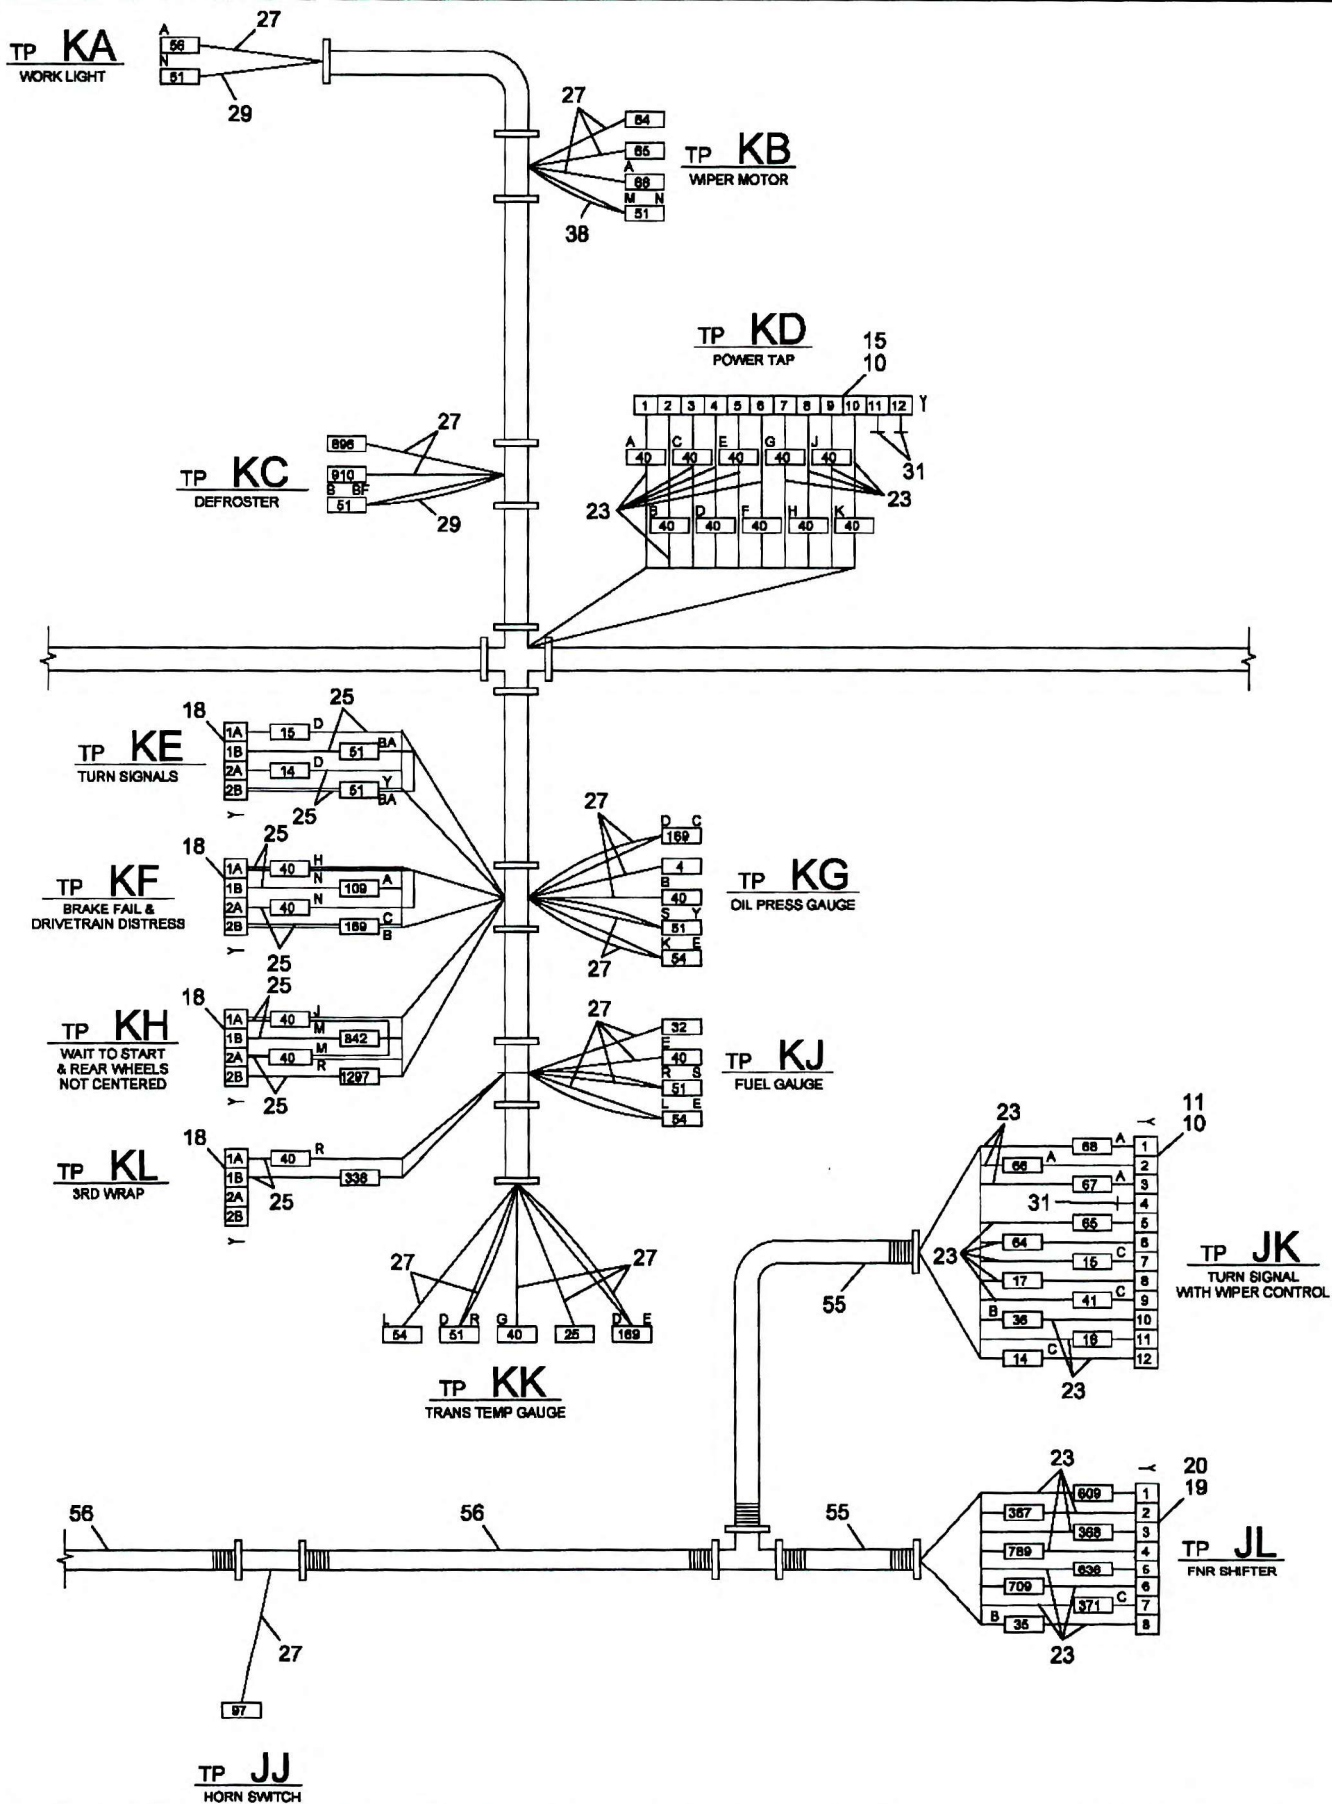 TP KA
WORK LIGHT
A
56
N
51
27
29
27
64
65
A
66
M N
51
38
TP KB
WIPER MOTOR
TP KD
POWER TAP
15
10
1 2 3 4 5 6 7 8 9 10 11 12
A C E G J
40 40 40 40 40
31
23
23
B D F H K
40 40 40 40 40
TP KC
DEFROSTER
896
910
B BF
51
27
29
TP KE
TURN SIGNALS
18
25
1A 15 D
1B 51 BA
2A 14 D
2B 51 Y
BA
25
TP KF
BRAKE FAIL &
DRIVETRAIN DISTRESS
18
25
1A 40 H
N
1B 109 A
2A 40 N
2B 169 C
B
25
TP KH
WAIT TO START
& REAR WHEELS
NOT CENTERED
18
25
1A 40 J
M
1B 842
2A 40 M
2B 1297 R
25
TP KL
3RD WRAP
18
1A 40 R
1B 338
2A
2B
25
27
D C
169
4
B
40
S Y
51
K E
54
27
TP KG
OIL PRESS GAUGE
27
32
E
40
R S
51
L E
54
TP KJ
FUEL GAUGE
27
27
L D R G D E
54 51 40 25 169
TP KK
TRANS TEMP GAUGE
23
11
10
68 A 1
66 A 2
67 A 3
31 4
65 5
64 6
15 C 7
17 8
41 C 9
B 36 10
11
14 C 12
23
23
TP JK
TURN SIGNAL
WITH WIPER CONTROL
55
23
20
19
609 1
367 2
368 3
789 4
636 5
709 6
371 C 7
B 35 8
23
TP JL
FNR SHIFTER
56
56
55
27
97
TP JJ
HORN SWITCH